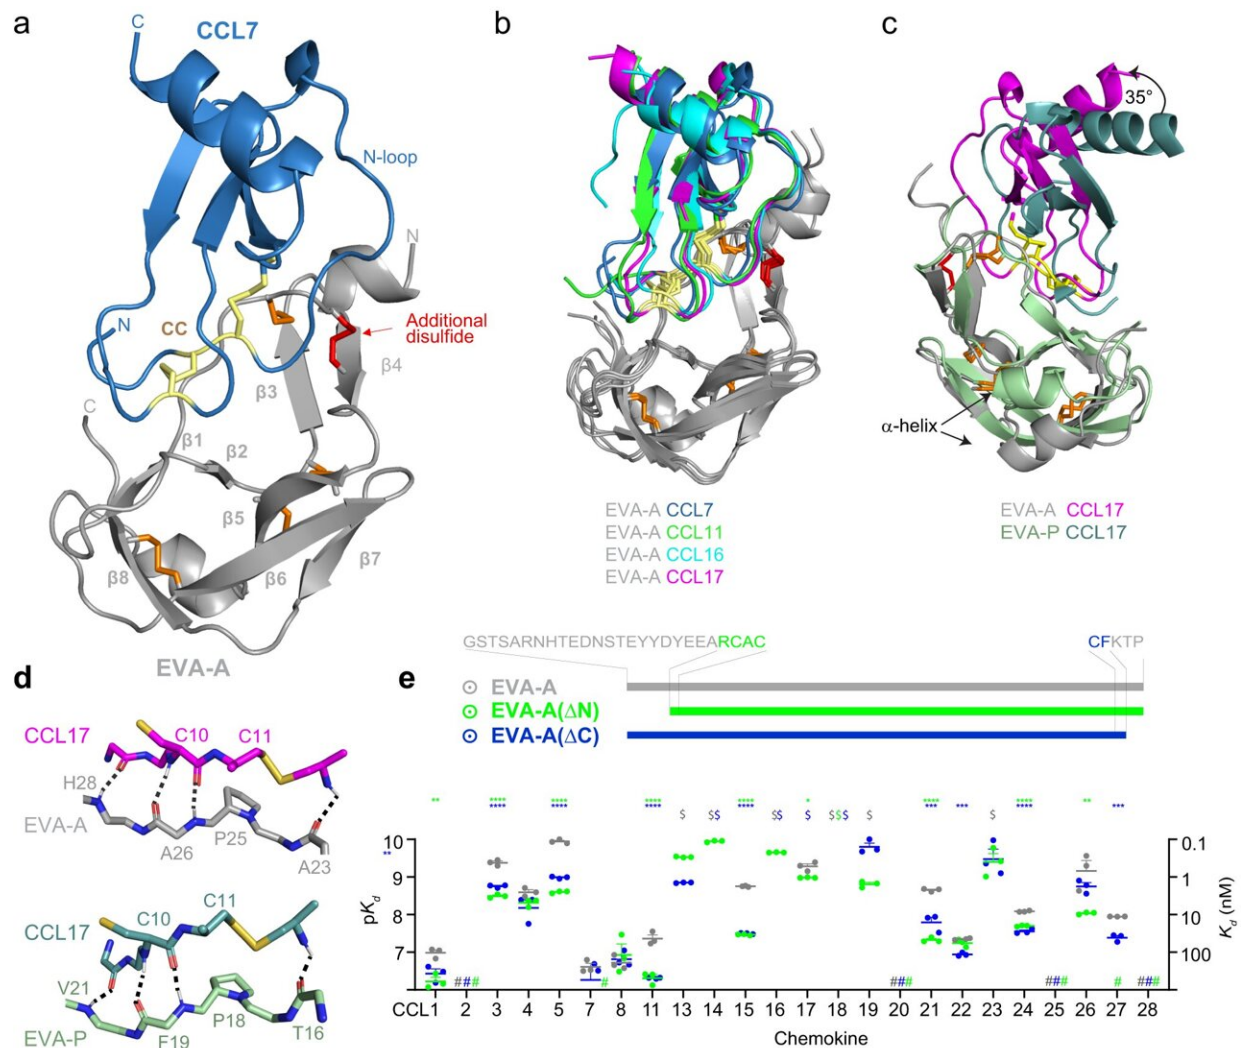 a
CCL7
C
N-loop
N
N
CC
Additional
disulfide
β4
β3
C
β1
β2
β5
β7
β6
β8
EVA-A
b
EVA-A CCL7
EVA-A CCL11
EVA-A CCL16
EVA-A CCL17
c
35°
α-helix
EVA-A CCL17
EVA-P CCL17
d
CCL17
C10
C11
H28
EVA-A
P25
A26
A23
CCL17
C10
C11
V21
P18
EVA-P
F19
T16
e
GSTSARNHTEDNSTEYYDYEEARCAC
CFKTP
EVA-A
EVA-A(ΔN)
EVA-A(ΔC)
** **** **** **** **** * **** **** ** 
**** **** **** **** *** *** **** ***
$ $$ $$ $ $$$ $ $
**
10 9 8 7
pKd
0.1 1 10 100
Kd (nM)
### # ### ### # ###
CCL1 2 3 4 5 7 8 11 13 14 15 16 17 18 19 20 21 22 23 24 25 26 27 28
Chemokine